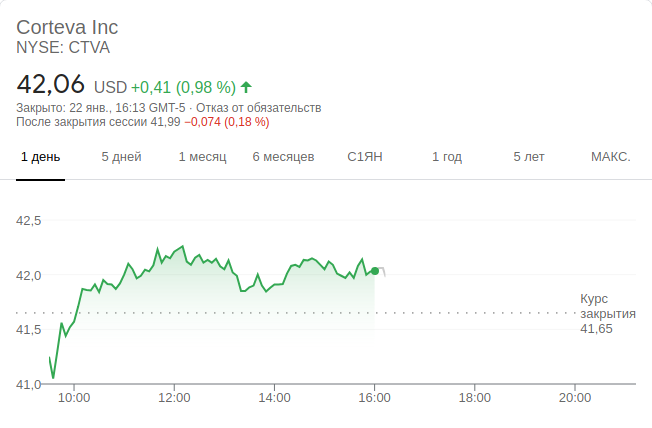 Corteva Inc
NYSE: CTVA
42,06 USD +0,41 (0,98 %)
Закрыто: 22 янв., 16:13 GMT-5 · Отказ от обязательств
После закрытия сессии 41,99 −0,074 (0,18 %)
1 день 5 дней 1 месяц 6 месяцев С1ЯН 1 год 5 лет МАКС.
42,5
42,0
Курс
закрытия
41,5
41,65
41,0
10:00 12:00 14:00 16:00 18:00 20:00